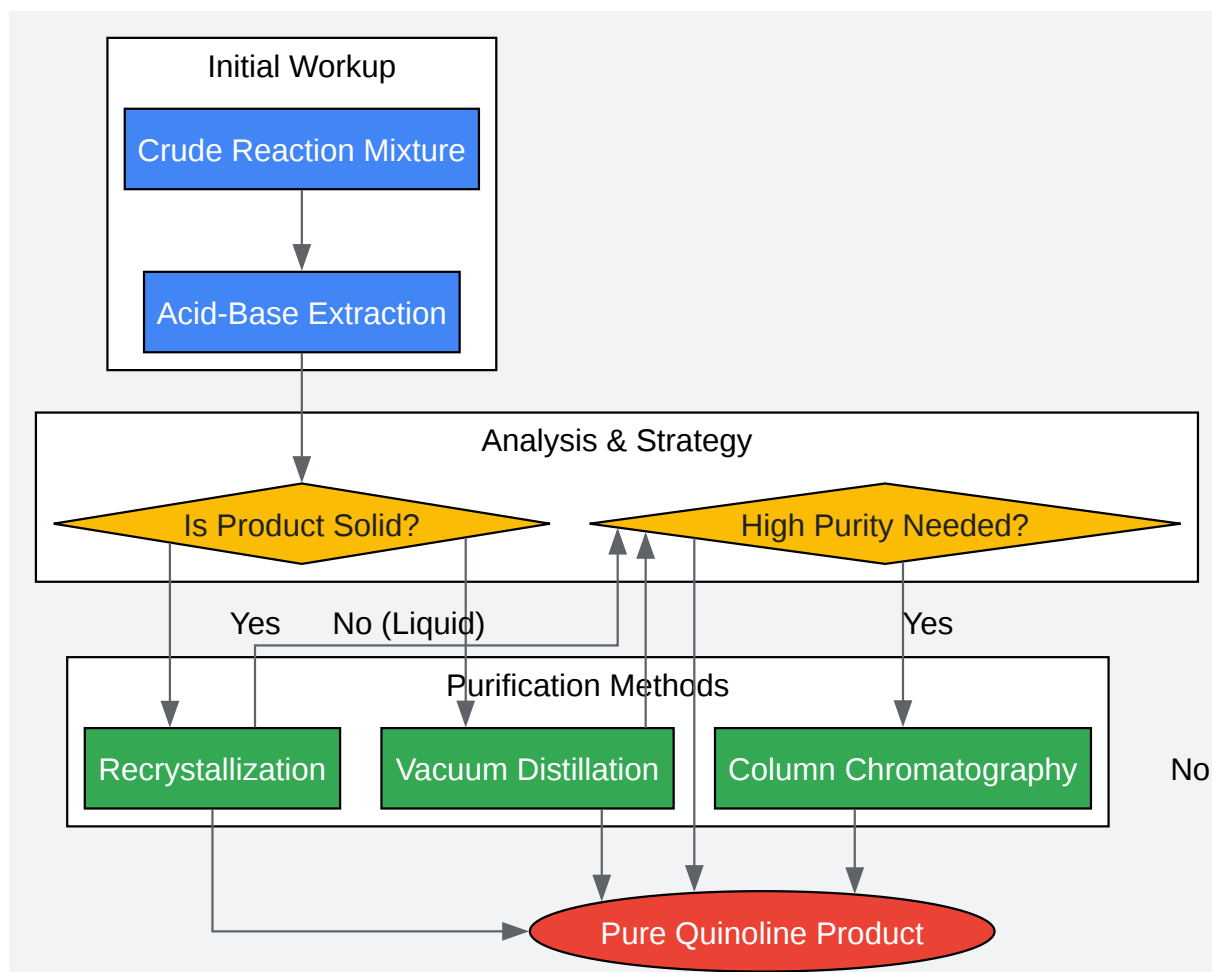 Initial Workup
Crude Reaction Mixture
Acid-Base Extraction
Analysis & Strategy
Is Product Solid?
High Purity Needed?
Yes
No (Liquid)
Yes
Purification Methods
Recrystallization
Vacuum Distillation
Column Chromatography
No
Pure Quinoline Product